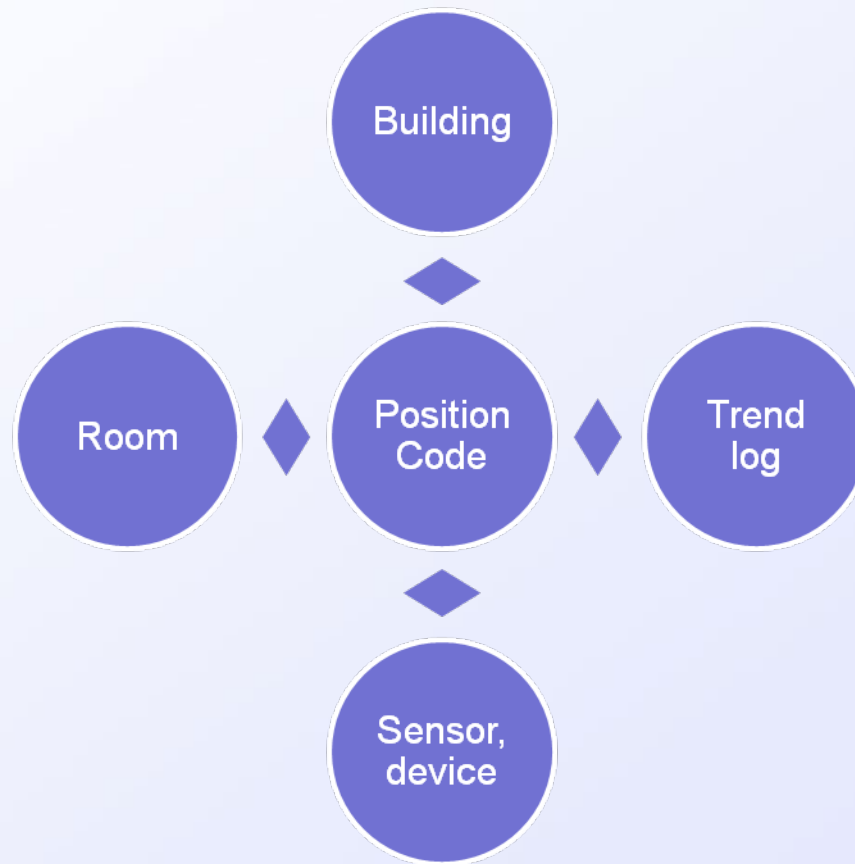 Building
Room
Position
Code
Trend
log
Sensor,
device